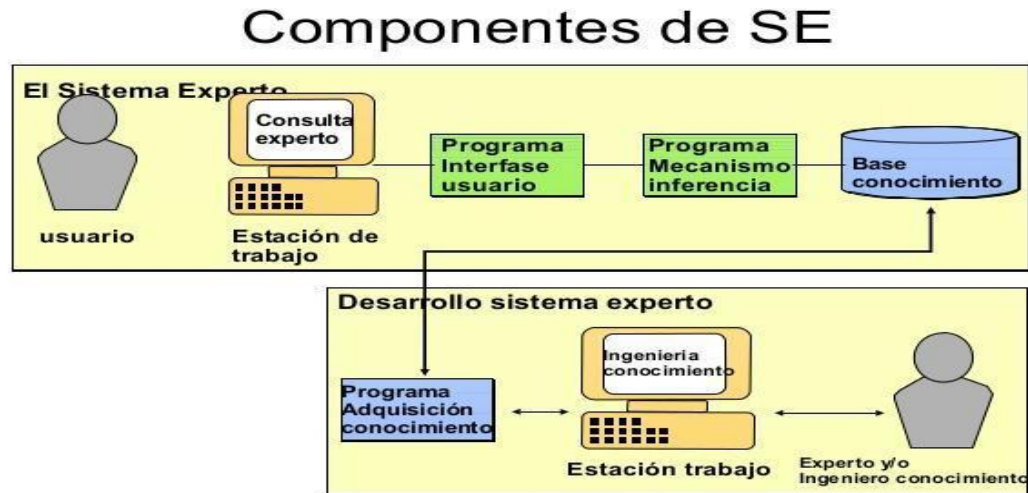 Componentes de SE
El Sistema Experto
Consulta
experto
Programa
Interfase
usuario
Programa
Mecanismo
inferencia
Base
conocimiento
usuario
Estación de
trabajo
Desarrollo sistema experto
Programa
Adquisición
conocimiento
Ingenieria
conocimiento
Estación trabajo
Experto y/o
Ingeniero conocimiento